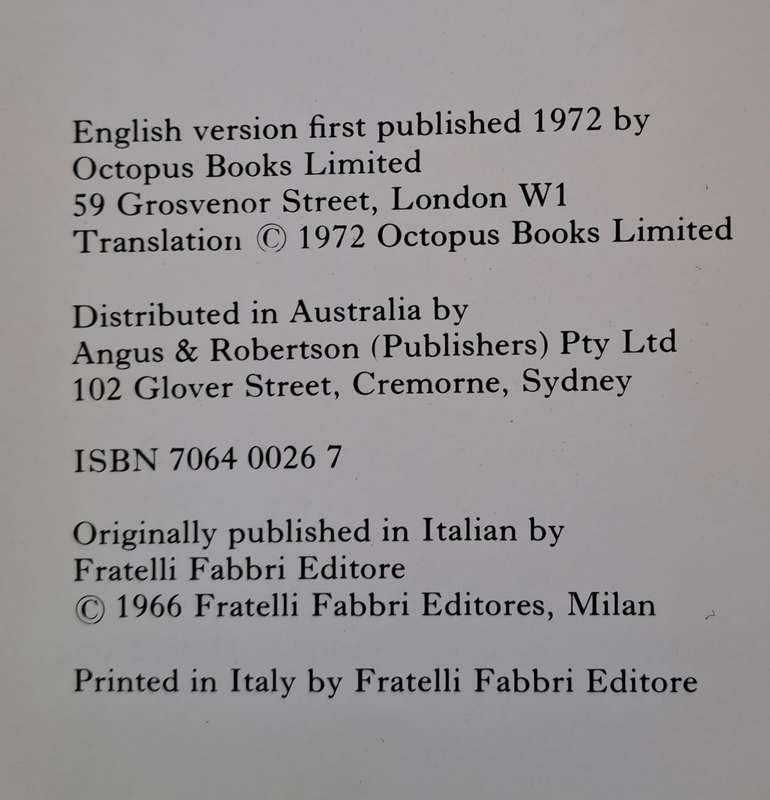 English version first published 1972 by
Octopus Books Limited
59 Grosvenor Street, London W1
Translation © 1972 Octopus Books Limited
Distributed in Australia by
Angus & Robertson (Publishers) Pty Ltd
102 Glover Street, Cremorne, Sydney
ISBN 7064 0026 7
Originally published in Italian by
Fratelli Fabbri Editore
© 1966 Fratelli Fabbri Editores, Milan
Printed in Italy by Fratelli Fabbri Editore